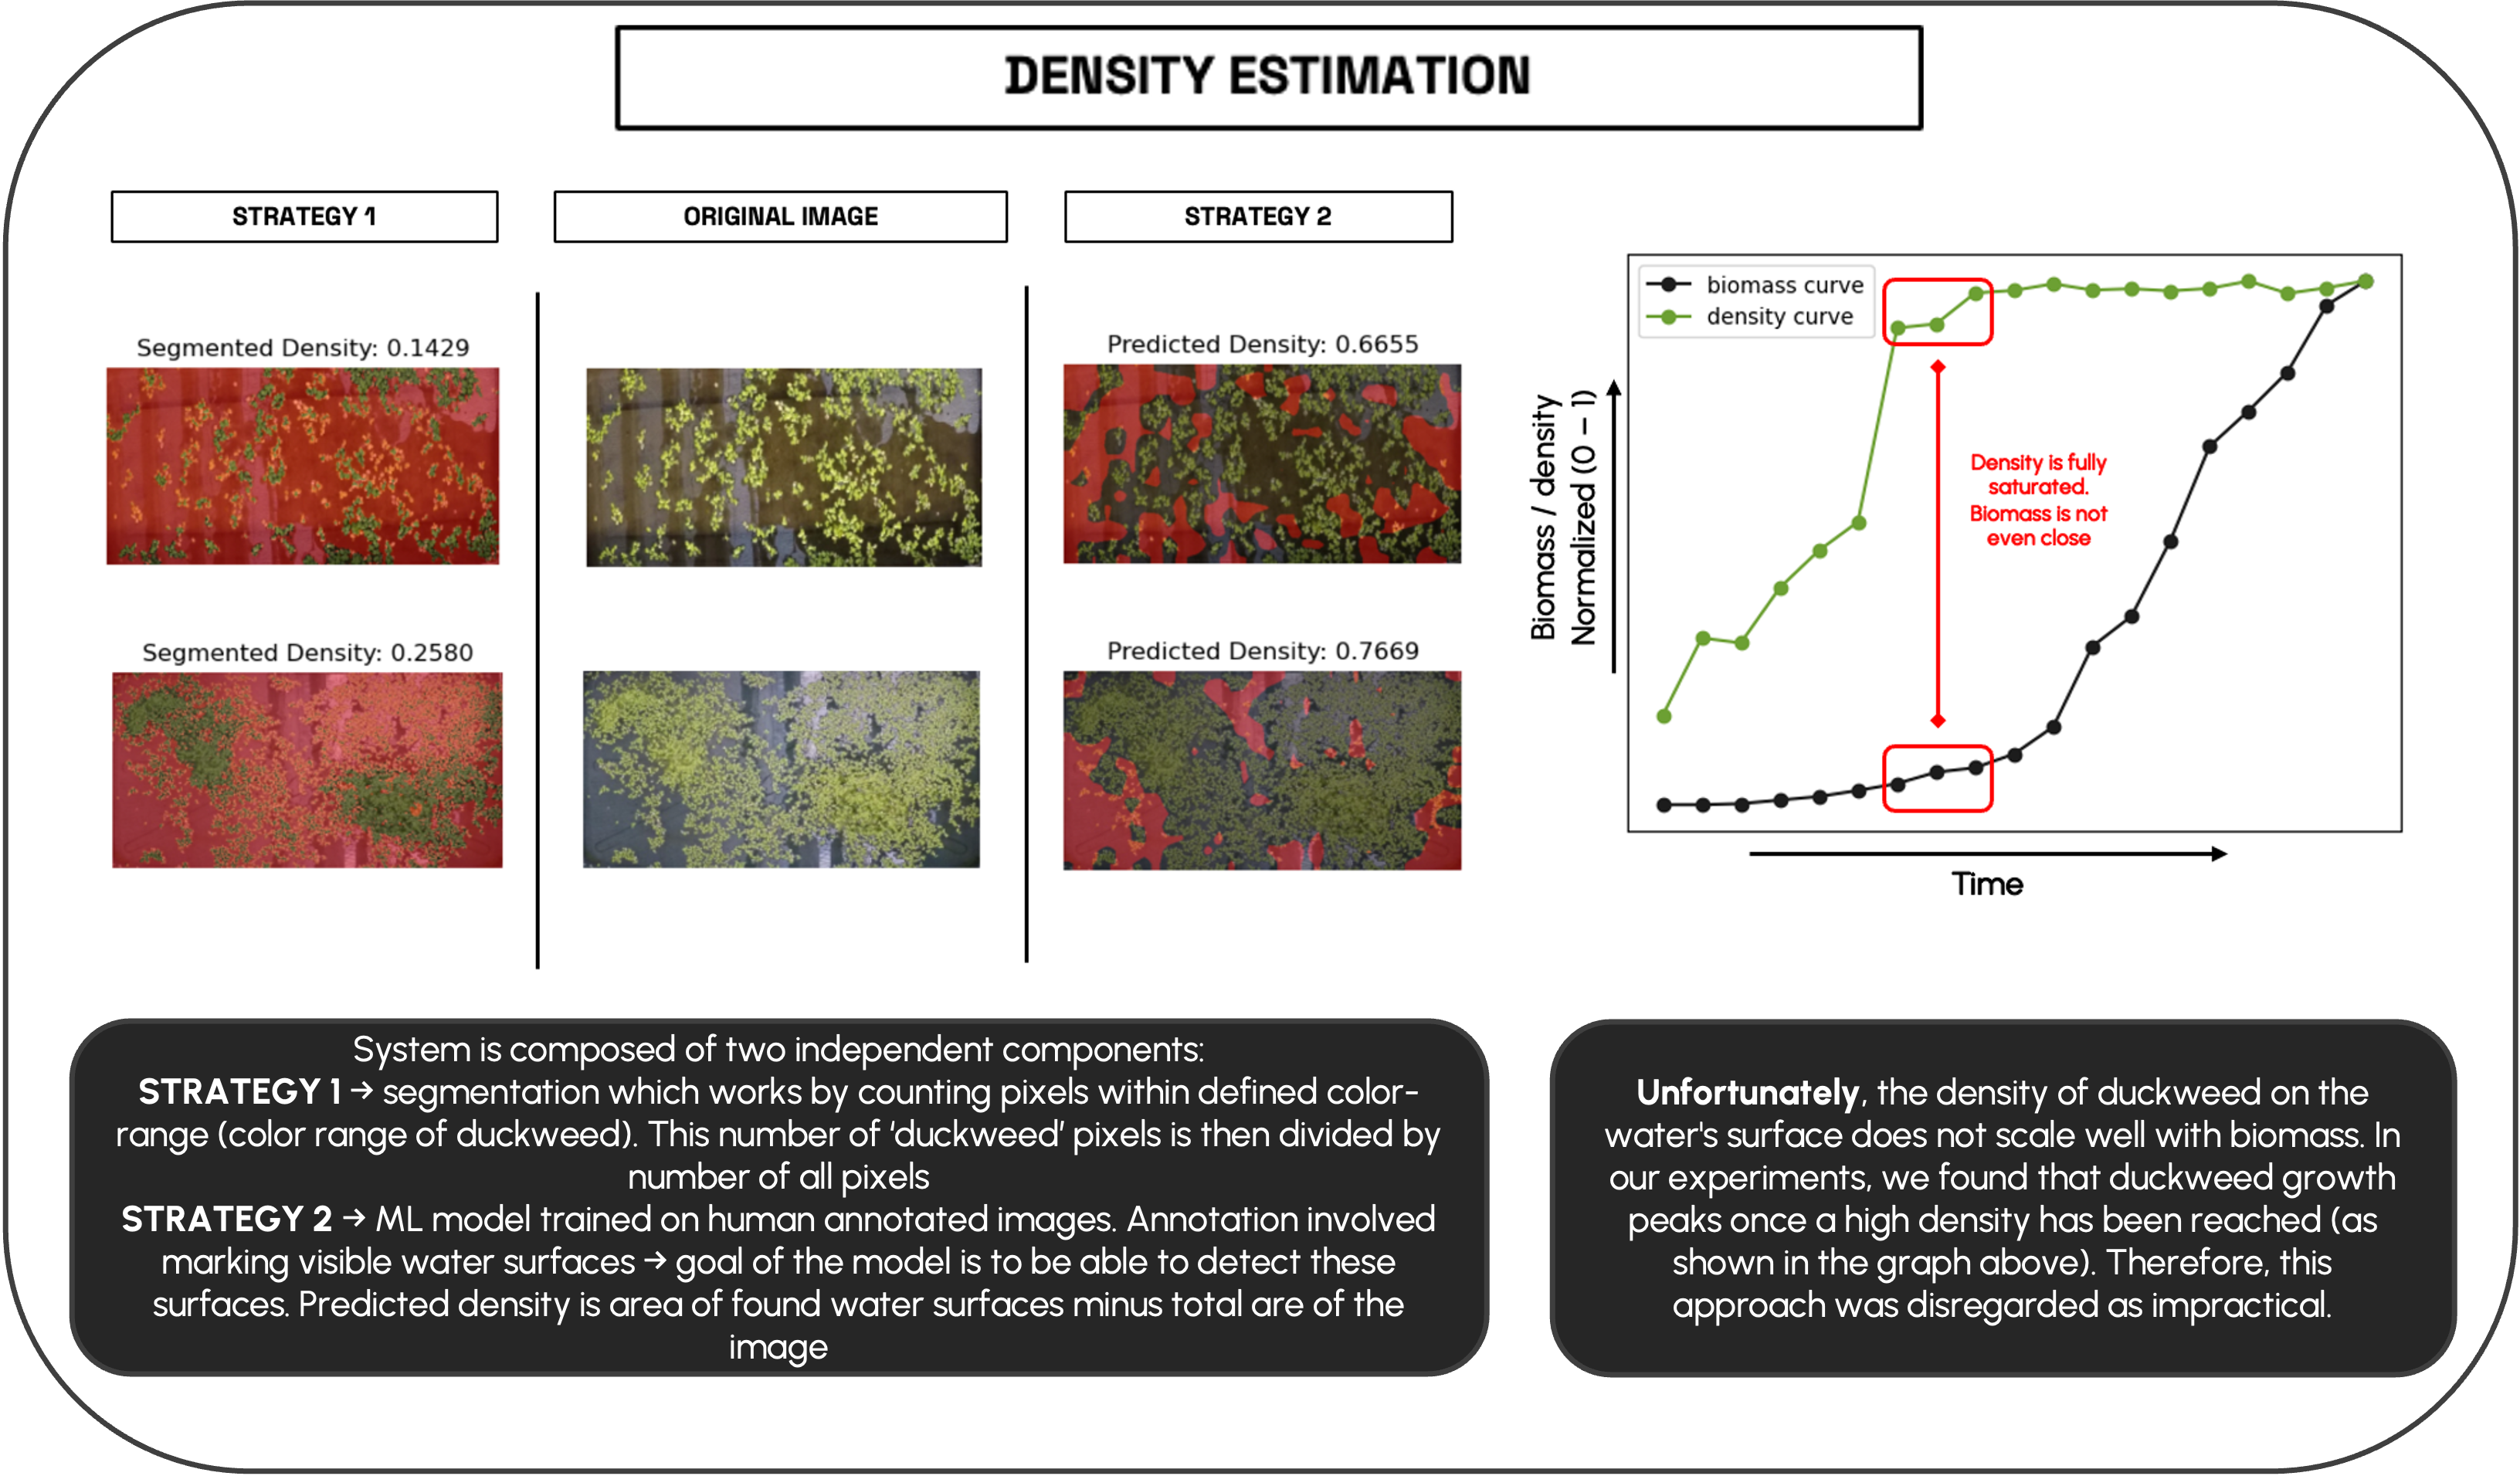 DENSITY ESTIMATION
STRATEGY 1
ORIGINAL IMAGE
STRATEGY 2
Segmented Density: 0.1429
Predicted Density: 0.6655
Segmented Density: 0.2580
Predicted Density: 0.7669
biomass curve
density curve
Biomass / density
Normalized (0 – 1)
Density is fully
saturated.
Biomass is not
even close
Time
System is composed of two independent components:
STRATEGY 1 → segmentation which works by counting pixels within defined color-
range (color range of duckweed). This number of ‘duckweed’ pixels is then divided by
number of all pixels
STRATEGY 2 → ML model trained on human annotated images. Annotation involved
marking visible water surfaces → goal of the model is to be able to detect these
surfaces. Predicted density is area of found water surfaces minus total are of the
image
Unfortunately, the density of duckweed on the
water's surface does not scale well with biomass. In
our experiments, we found that duckweed growth
peaks once a high density has been reached (as
shown in the graph above). Therefore, this
approach was disregarded as impractical.